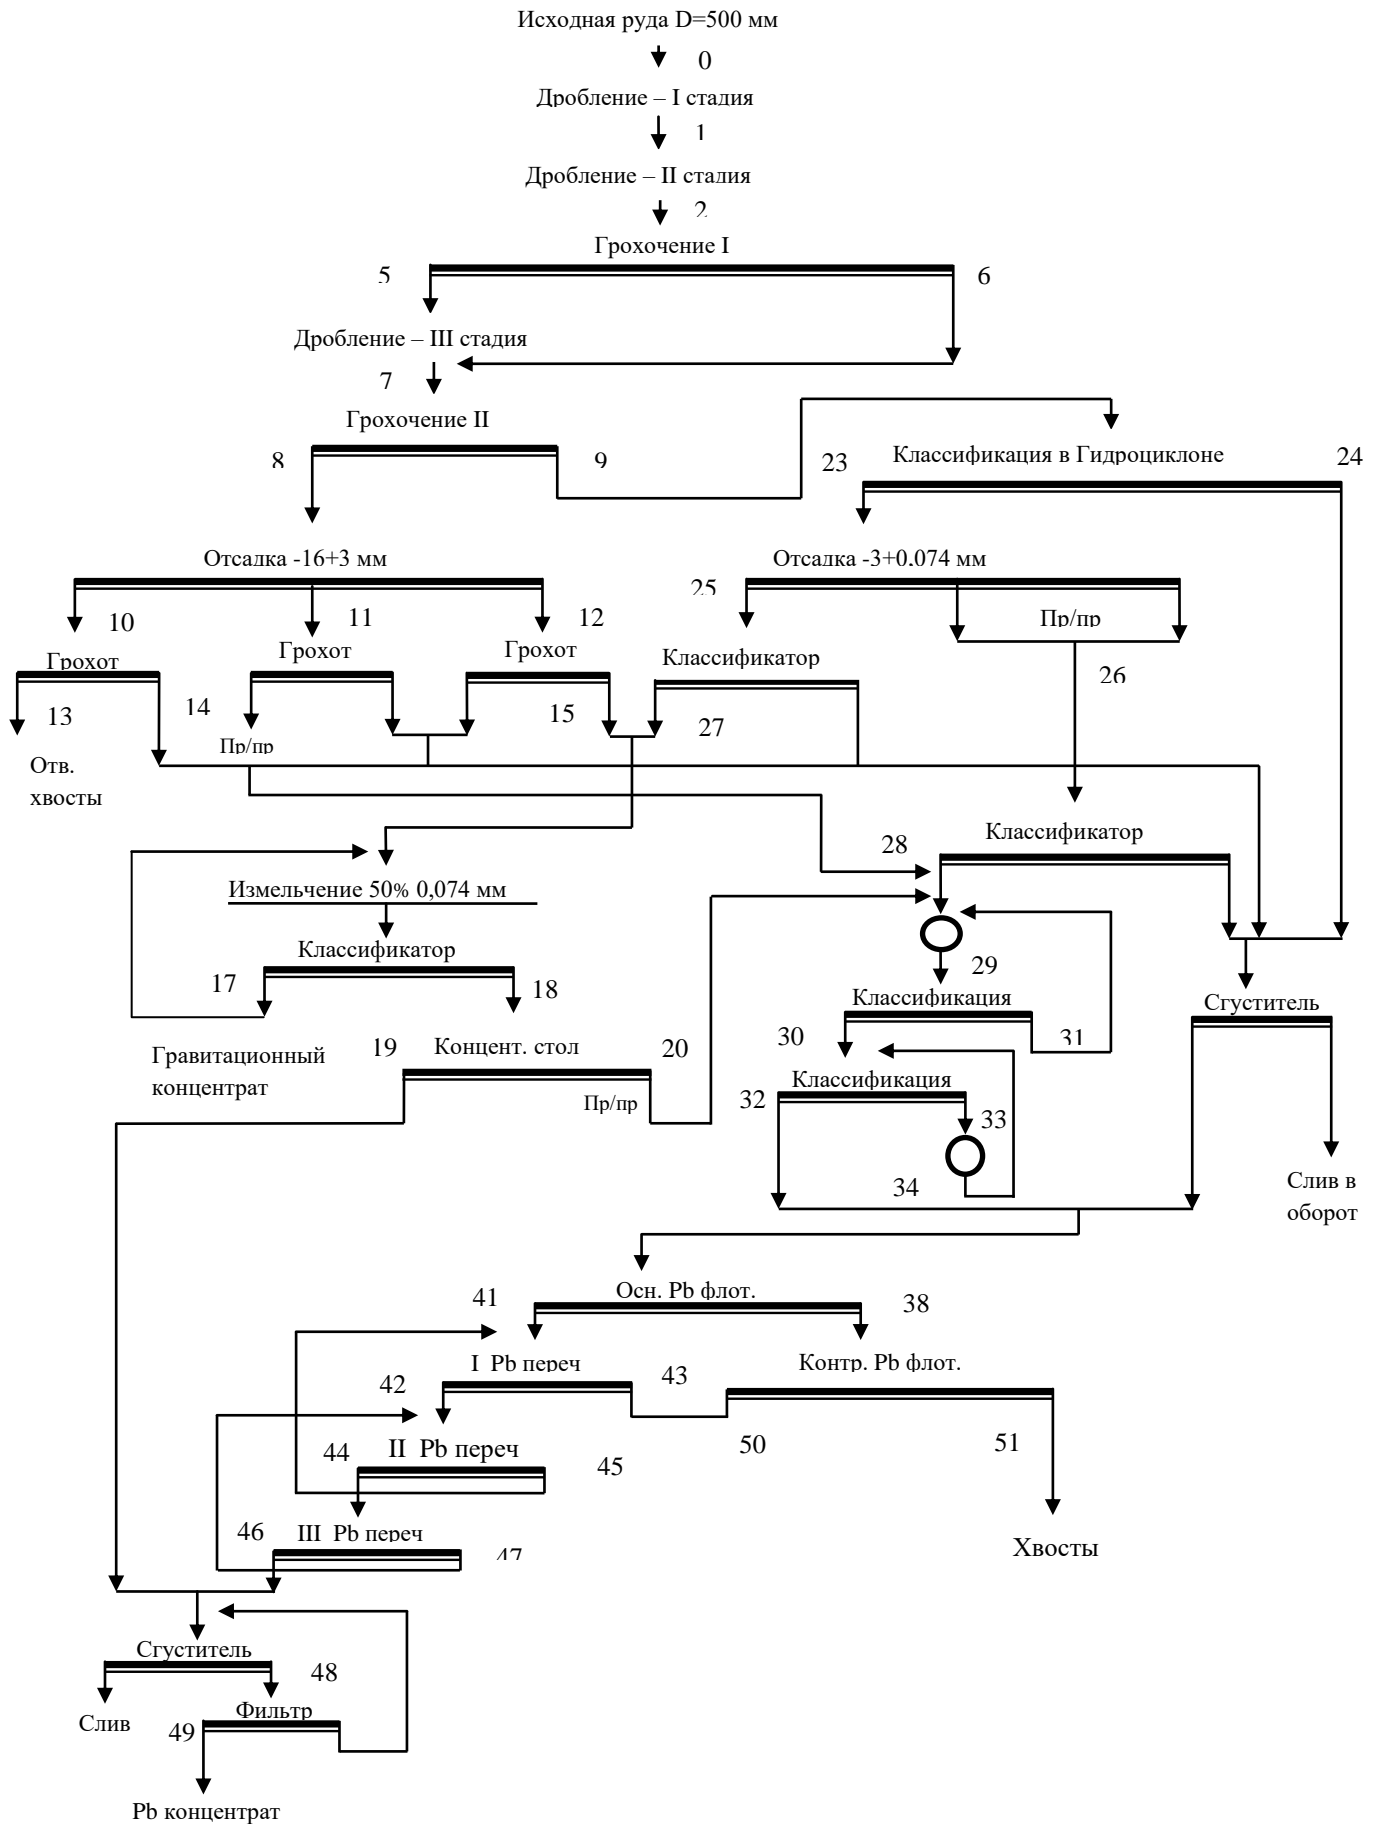 Исходная руда D=500 мм
0
Дробление – I стадия
1
Дробление – II стадия
2
Грохочение I
5
6
Дробление – III стадия
7
Грохочение II
8
9
23
Классификация в Гидроциклоне
24
Отсадка -16+3 мм
Отсадка -3+0,074 мм
10
11
12
25
Пр/пр
Грохот
Грохот
Грохот
Классификатор
26
13
14
15
27
Пр/пр
Отв.
хвосты
28
Классификатор
Измельчение 50% 0,074 мм
Классификатор
17
18
29
Классификация
Сгуститель
30
31
Гравитационный
концентрат
19
Концент. стол
20
Пр/пр
Классификация
32
33
34
Слив в
оборот
41
Осн. Pb флот.
38
I Pb переч
43
Контр. Pb флот.
42
44
II Pb переч
45
50
51
46
III Pb переч
47
Хвосты
Сгуститель
48
Слив
49
Фильтр
Pb концентрат